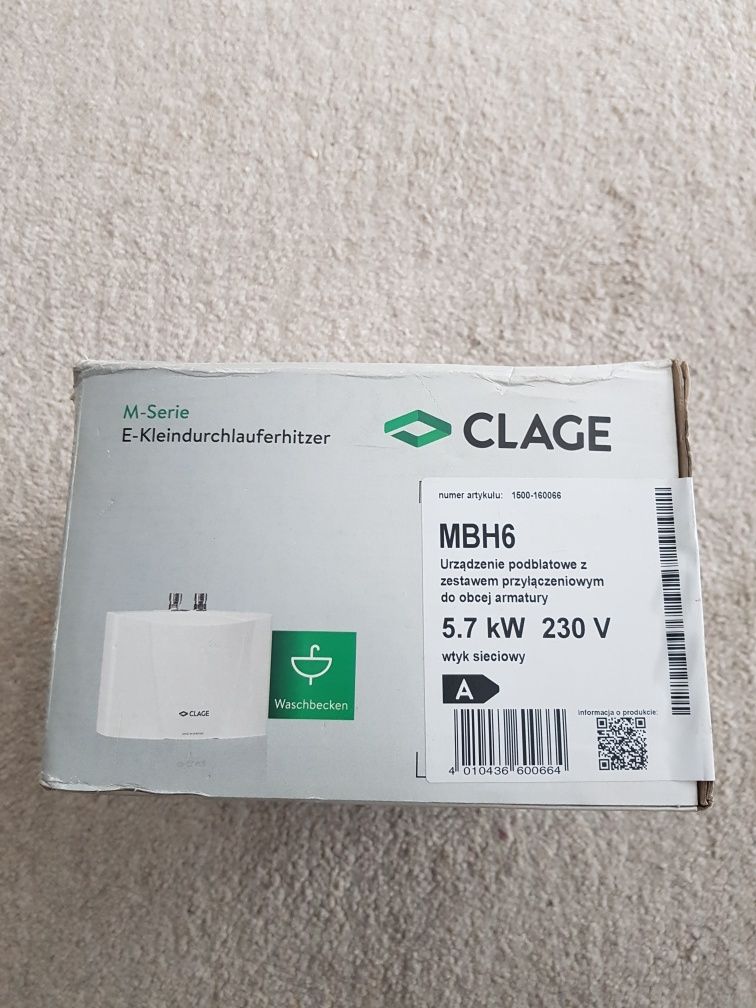 M-Serie
E-Kleindurchlauferhitzer
CLAGE
numer artykułu: 1500-160066
MBH6
Urządzenie podblatowe z
zestawem przyłączeniowym
do obcej armatury
5.7 kW 230 V
wtyk sieciowy
A
informacja o produkcie:
4 010436 600664
CLAGE
Waschbecken